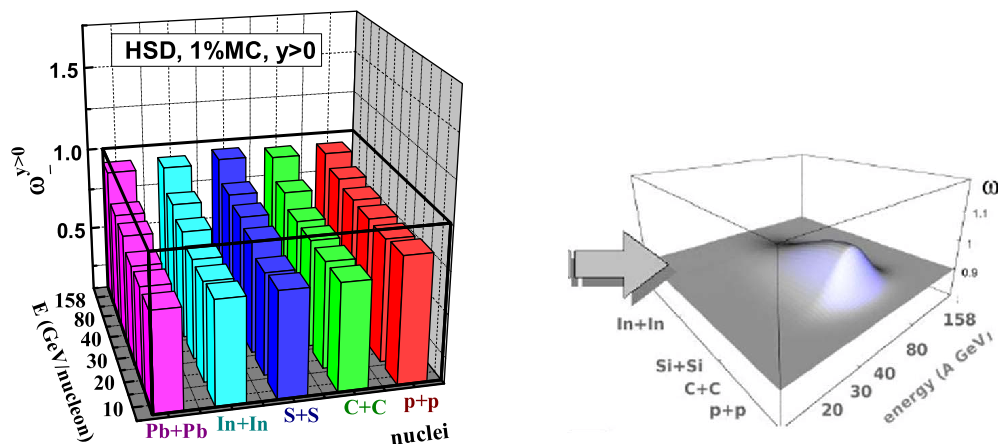 HSD, 1%MC, y>0
1.5
1.0
0.5
ω_^{y>0}
158
80
40
30
20
10
E (GeV/nucleon)
Pb+Pb
In+In
S+S
C+C
p+p
nuclei
ω
1.1
1
0.9
In+In
Si+Si
C+C
p+p
20
30
40
80
158
energy (A GeV)